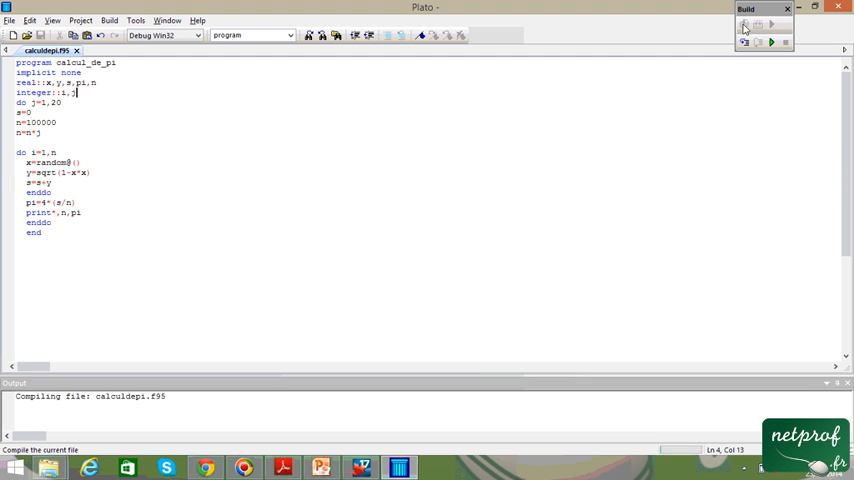 Plato -
Build
File Edit View Project Build Tools Window Help
Debug Win32
program
calculdepi.f95
program calcul_de_pi
implicit none
real::x,y,s,pi,n
integer::i,j
do j=1,20
s=0
n=100000
n=n*j
do i=1,n
x=random@()
y=sqrt(1-x*x)
s=s+y
enddo
pi=4*(s/n)
print*,n,pi
enddo
end
Output
Compiling file: calculdepi.f95
Compile the current file
Ln 4, Col 13
netprof
.fr